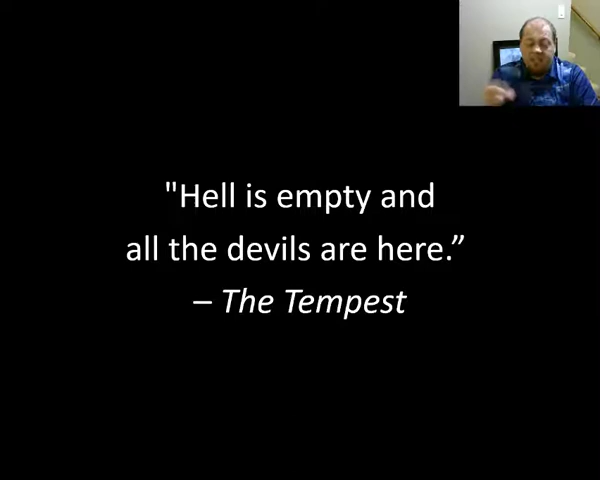 "Hell is empty and
all the devils are here.”
– The Tempest